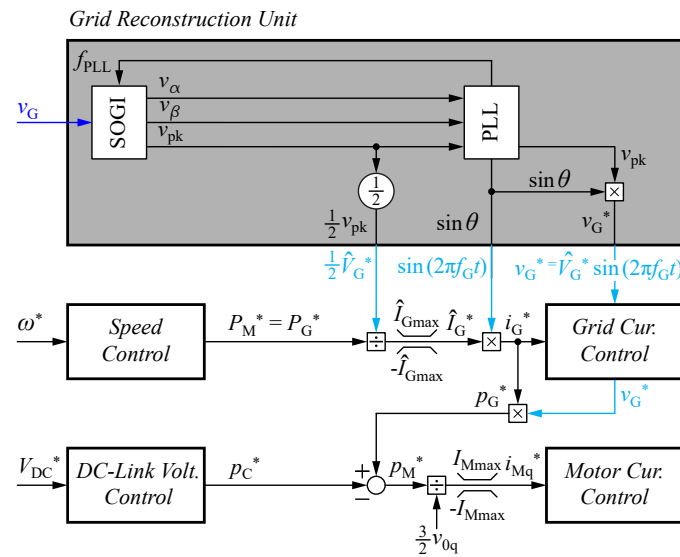 Grid Reconstruction Unit
f_PLL
v_G
SOGI
v_α
v_β
v_pk
PLL
v_pk
1/2
sin θ
×
1/2 v_pk
sin θ
v_G*
1/2 V̂_G*
sin (2πf_G t)
v_G* = V̂_G* sin (2πf_G t)
ω*
Speed
Control
P_M* = P_G*
÷
Î_Gmax
-Î_Gmax
Î_G*
×
i_G*
Grid Cur.
Control
p_G*
×
v_G*
V_DC*
DC-Link Volt.
Control
p_C*
+
−
p_M*
÷
I_Mmax
-I_Mmax
i_Mq*
Motor Cur.
Control
3/2 v_0q